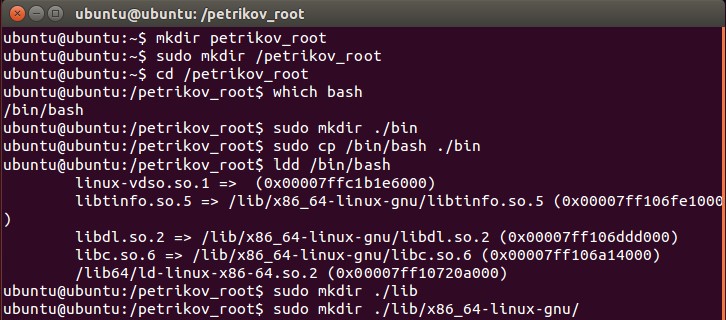 ubuntu@ubuntu: /petrikov_root
ubuntu@ubuntu:~$ mkdir petrikov_root
ubuntu@ubuntu:~$ sudo mkdir /petrikov_root
ubuntu@ubuntu:~$ cd /petrikov_root
ubuntu@ubuntu:/petrikov_root$ which bash
/bin/bash
ubuntu@ubuntu:/petrikov_root$ sudo mkdir ./bin
ubuntu@ubuntu:/petrikov_root$ sudo cp /bin/bash ./bin
ubuntu@ubuntu:/petrikov_root$ ldd /bin/bash
        linux-vdso.so.1 =>  (0x00007ffc1b1e6000)
        libtinfo.so.5 => /lib/x86_64-linux-gnu/libtinfo.so.5 (0x00007ff106fe1000
)
        libdl.so.2 => /lib/x86_64-linux-gnu/libdl.so.2 (0x00007ff106ddd000)
        libc.so.6 => /lib/x86_64-linux-gnu/libc.so.6 (0x00007ff106a14000)
        /lib64/ld-linux-x86-64.so.2 (0x00007ff10720a000)
ubuntu@ubuntu:/petrikov_root$ sudo mkdir ./lib
ubuntu@ubuntu:/petrikov_root$ sudo mkdir ./lib/x86_64-linux-gnu/